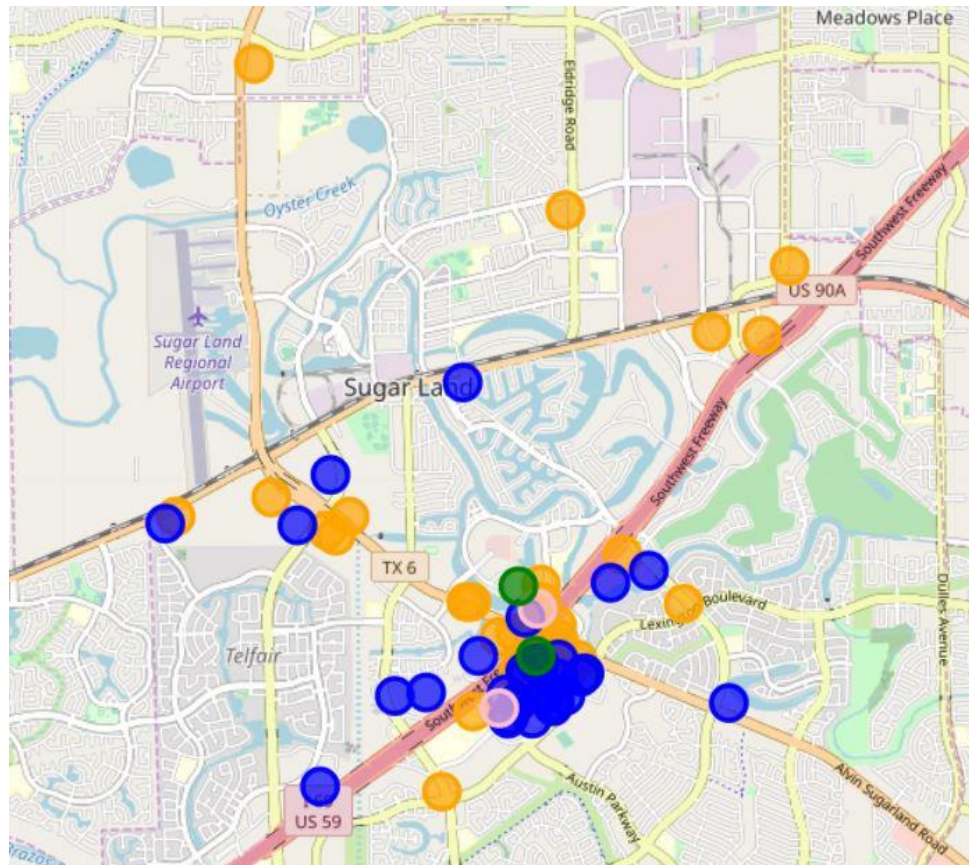 Meadows Place
Eldridge Road
Southwest Freeway
Oyster Creek
US 90A
Sugar Land
Regional
Airport
Sugar Land
Southwest Freeway
TX 6
Lexington Boulevard
Dulles Avenue
Telfair
US 59
Austin Parkway
Alvin Sugarland Road